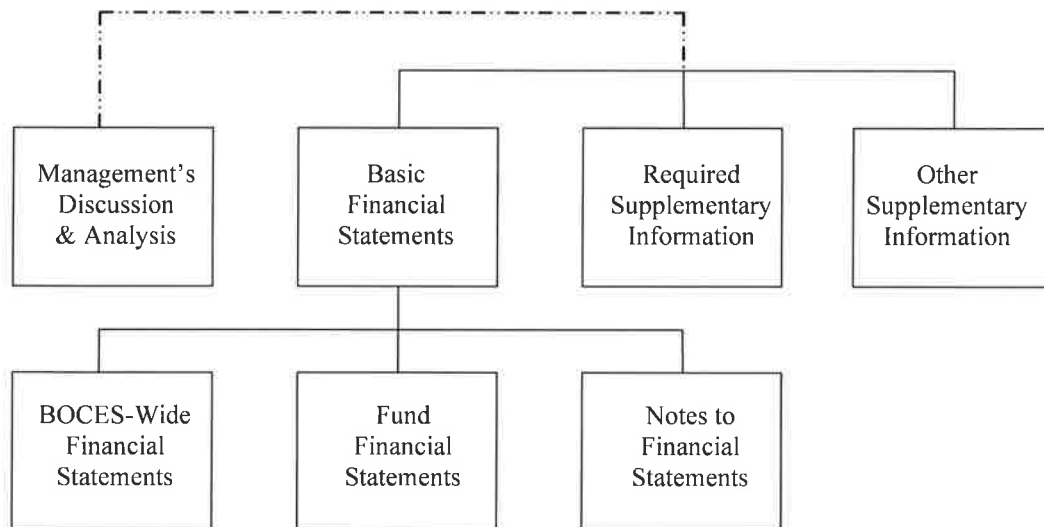 Management's
Discussion
& Analysis
Basic
Financial
Statements
Required
Supplementary
Information
Other
Supplementary
Information
BOCES-Wide
Financial
Statements
Fund
Financial
Statements
Notes to
Financial
Statements